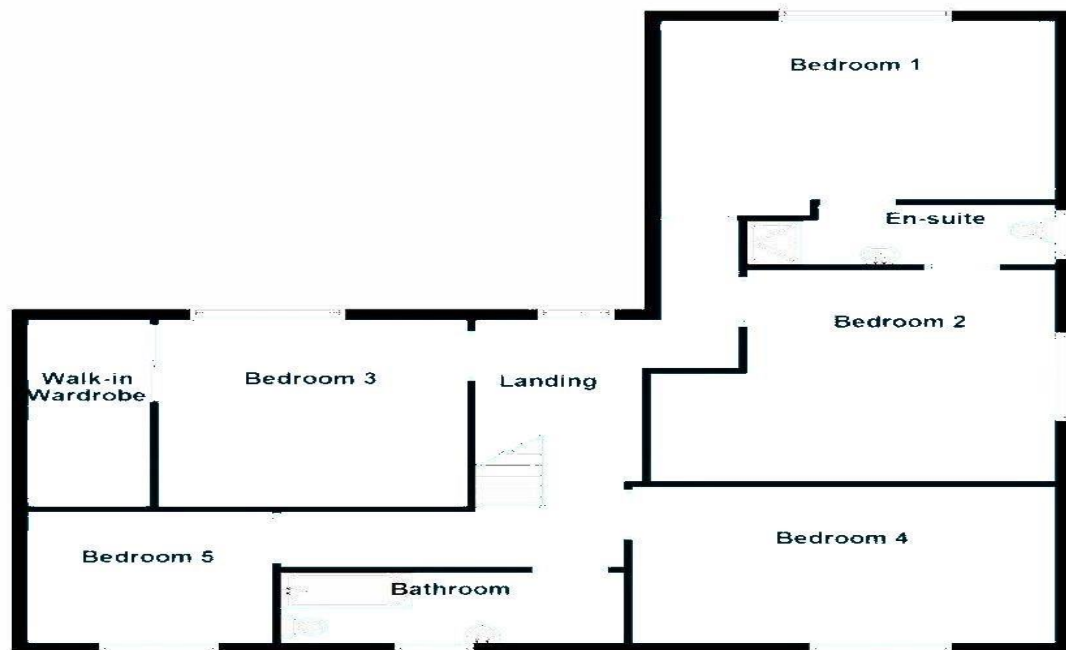 Bedroom 1
En-suite
Bedroom 2
Walk-in
Wardrobe
Bedroom 3
Landing
Bedroom 4
Bedroom 5
Bathroom